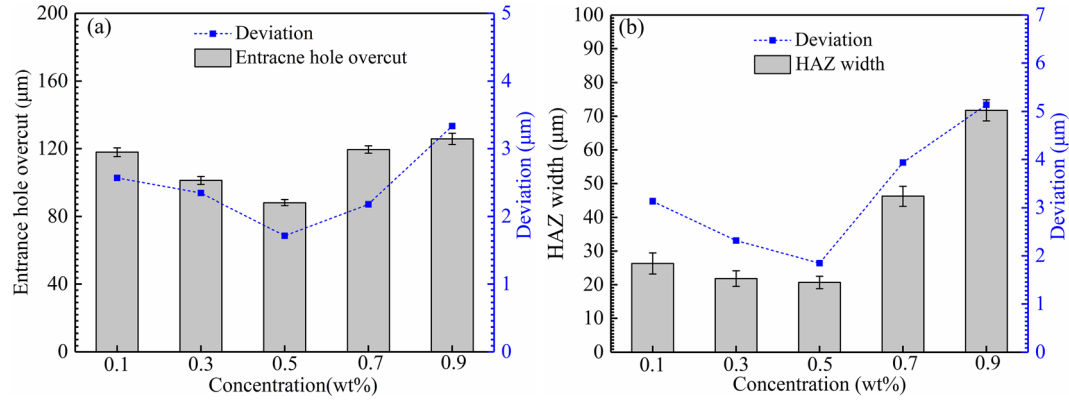 (a)
Deviation
Entracne hole overcut
Entrance hole overcut (μm)
200
160
120
80
40
0
5
4
3
2
1
0
Deviation (μm)
0.1 0.3 0.5 0.7 0.9
Concentration(wt%)
(b)
Deviation
HAZ width
HAZ width (μm)
100
90
80
70
60
50
40
30
20
10
0
7
6
5
4
3
2
1
0
Deviation (μm)
0.1 0.3 0.5 0.7 0.9
Concentration (wt%)